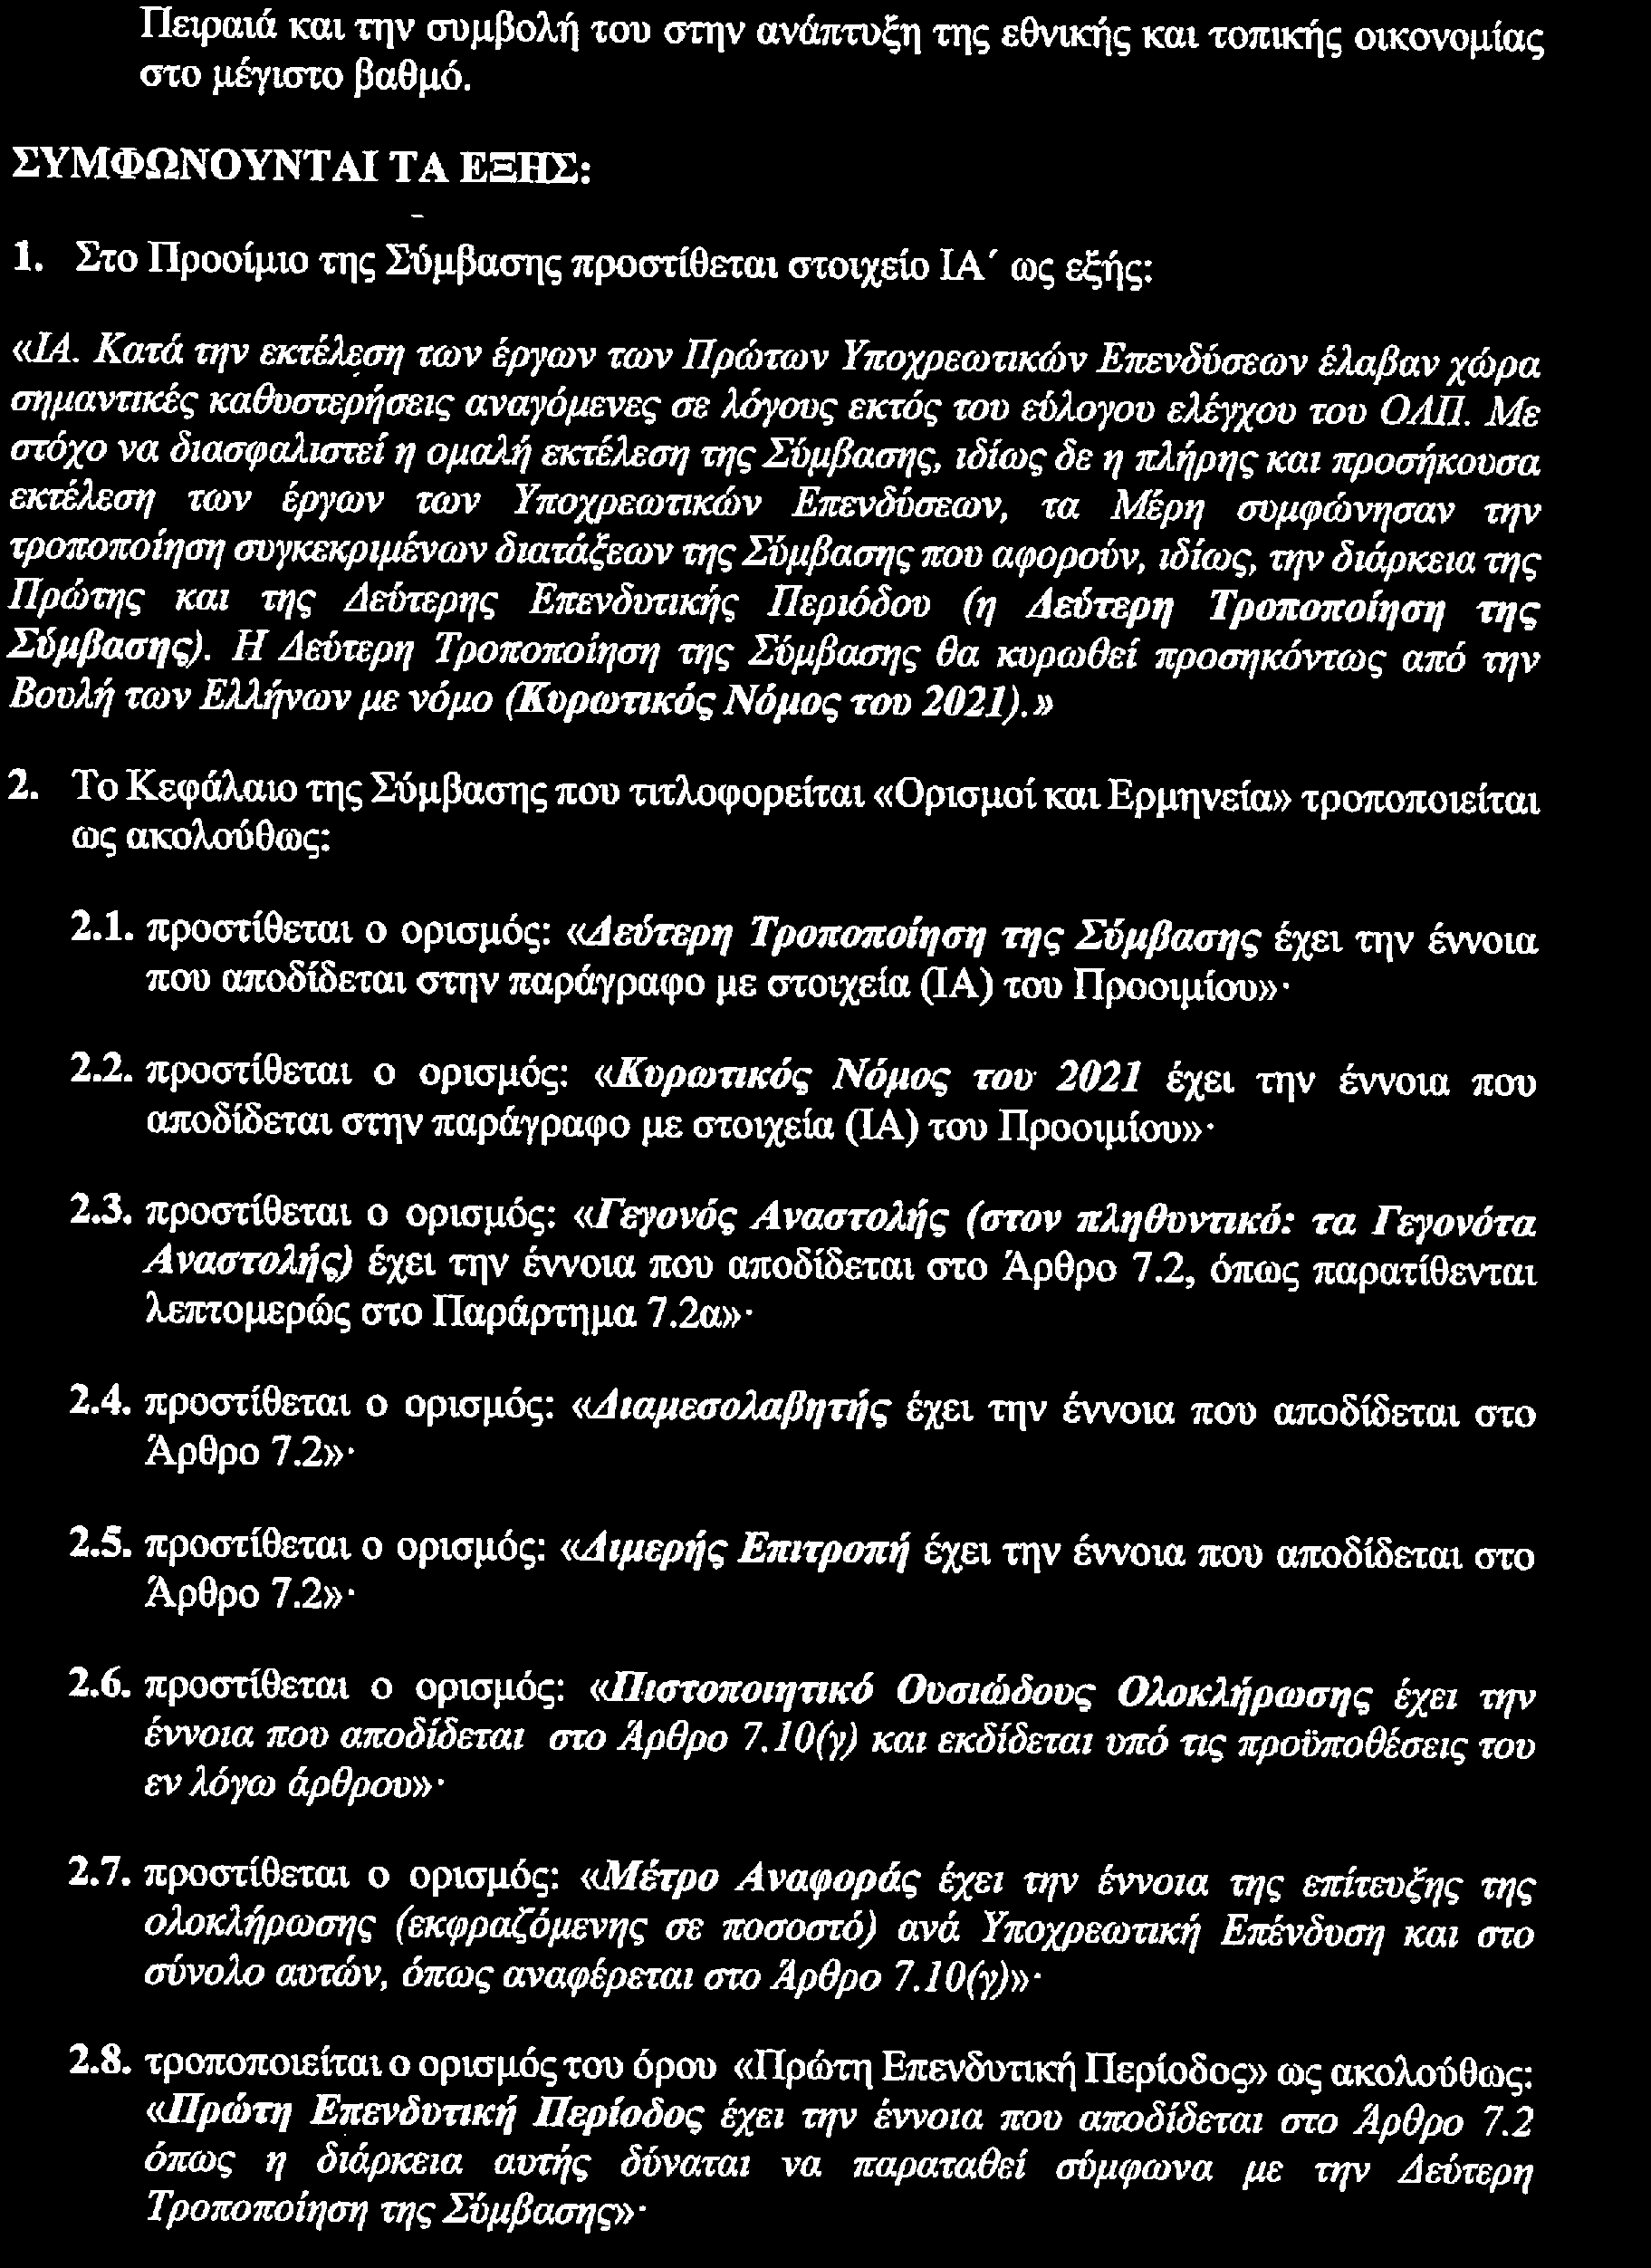 Πειραιά και την συμβολή του στην ανάπτυξη της εθνικής και τοπικής οικονομίας
στο μέγιστο βαθμό.
ΣΥΜΦΩΝΟΥΝΤΑΙ ΤΑ ΕΞΗΣ:
1. Στο Προοίμιο της Σύμβασης προστίθεται στοιχείο ΙΑ' ως εξής:
«ΙΑ. Κατά την εκτέλεση των έργων των Πρώτων Υποχρεωτικών Επενδύσεων έλαβαν χώρα
σημαντικές καθυστερήσεις αναγόμενες σε λόγους εκτός του εύλογου ελέγχου του ΟΛΠ. Με
στόχο να διασφαλιστεί η ομαλή εκτέλεση της Σύμβασης, ιδίως δε η πλήρης και προσήκουσα
εκτέλεση των έργων των Υποχρεωτικών Επενδύσεων, τα Μέρη συμφώνησαν την
τροποποίηση συγκεκριμένων διατάξεων της Σύμβασης που αφορούν, ιδίως, την διάρκεια της
Πρώτης και της Δεύτερης Επενδυτικής Περιόδου (η Δεύτερη Τροποποίηση της
Σύμβασης). Η Δεύτερη Τροποποίηση της Σύμβασης θα κυρωθεί προσηκόντως από την
Βουλή των Ελλήνων με νόμο (Κυρωτικός Νόμος του 2021).»
2. Το Κεφάλαιο της Σύμβασης που τιτλοφορείται «Ορισμοί και Ερμηνεία» τροποποιείται
ως ακολούθως:
2.1. προστίθεται ο ορισμός: «Δεύτερη Τροποποίηση της Σύμβασης έχει την έννοια
που αποδίδεται στην παράγραφο με στοιχεία (ΙΑ) του Προοιμίου»·
2.2. προστίθεται ο ορισμός: «Κυρωτικός Νόμος του 2021 έχει την έννοια που
αποδίδεται στην παράγραφο με στοιχεία (ΙΑ) του Προοιμίου»·
2.3. προστίθεται ο ορισμός: «Γεγονός Αναστολής (στον πληθυντικό: τα Γεγονότα
Αναστολής) έχει την έννοια που αποδίδεται στο Άρθρο 7.2, όπως παρατίθενται
λεπτομερώς στο Παράρτημα 7.2α»·
2.4. προστίθεται ο ορισμός: «Διαμεσολαβητής έχει την έννοια που αποδίδεται στο
Άρθρο 7.2»·
2.5. προστίθεται ο ορισμός: «Διμερής Επιτροπή έχει την έννοια που αποδίδεται στο
Άρθρο 7.2»·
2.6. προστίθεται ο ορισμός: «Πιστοποιητικό Ουσιώδους Ολοκλήρωσης έχει την
έννοια που αποδίδεται στο Άρθρο 7.10(γ) και εκδίδεται υπό τις προϋποθέσεις του
εν λόγω άρθρου»·
2.7. προστίθεται ο ορισμός: «Μέτρο Αναφοράς έχει την έννοια της επίτευξης της
ολοκλήρωσης (εκφραζόμενης σε ποσοστό) ανά Υποχρεωτική Επένδυση και στο
σύνολο αυτών, όπως αναφέρεται στο Άρθρο 7.10(γ)»·
2.8. τροποποιείται ο ορισμός του όρου «Πρώτη Επενδυτική Περίοδος» ως ακολούθως:
«Πρώτη Επενδυτική Περίοδος έχει την έννοια που αποδίδεται στο Άρθρο 7.2
όπως η διάρκεια αυτής δύναται να παραταθεί σύμφωνα με την Δεύτερη
Τροποποίηση της Σύμβασης»·